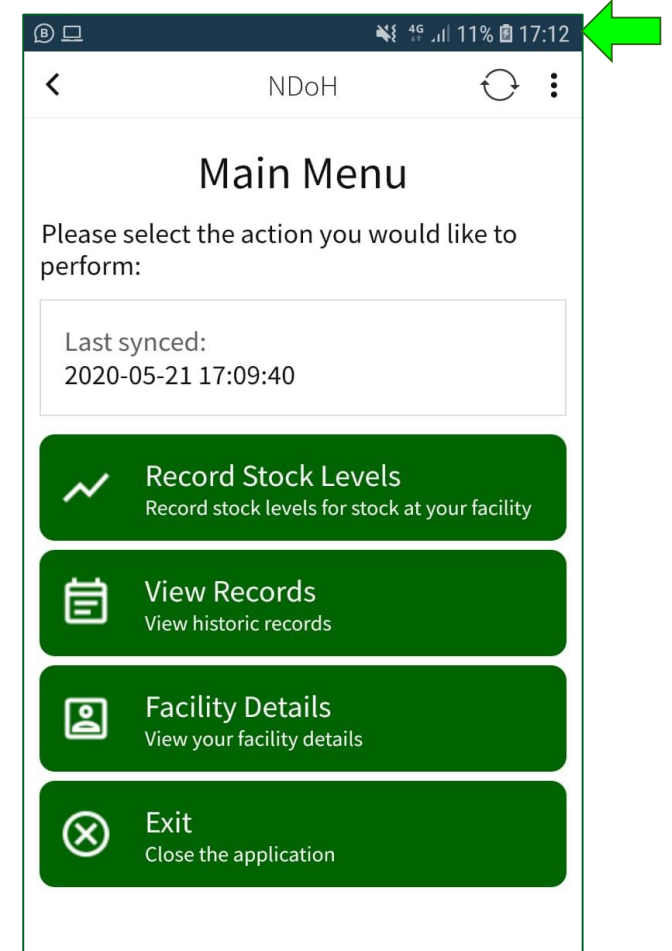 4G 11% 17:12
NDoH
Main Menu
Please select the action you would like to
perform:
Last synced:
2020-05-21 17:09:40
Record Stock Levels
Record stock levels for stock at your facility
View Records
View historic records
Facility Details
View your facility details
Exit
Close the application